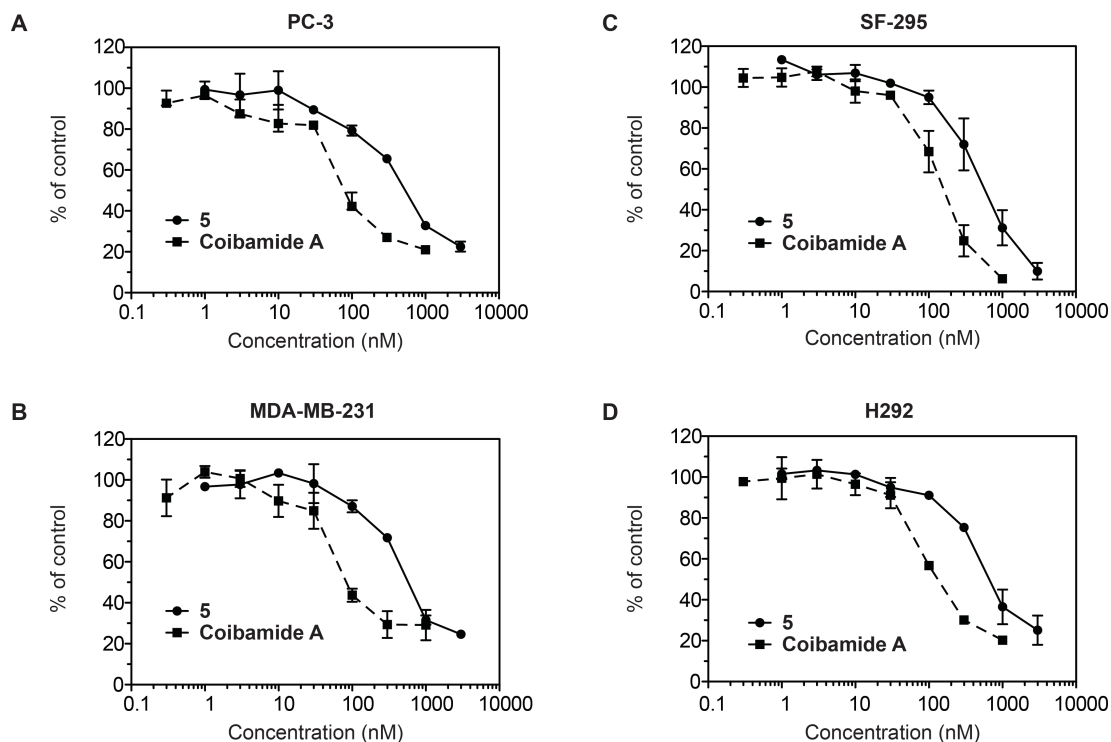 A
PC-3
% of control
120
100
80
60
40
20
0
5
Coibamide A
0.1 1 10 100 1000 10000
Concentration (nM)
C
SF-295
% of control
120
100
80
60
40
20
0
5
Coibamide A
0.1 1 10 100 1000 10000
Concentration (nM)
B
MDA-MB-231
% of control
120
100
80
60
40
20
0
5
Coibamide A
0.1 1 10 100 1000 10000
Concentration (nM)
D
H292
% of control
120
100
80
60
40
20
0
5
Coibamide A
0.1 1 10 100 1000 10000
Concentration (nM)